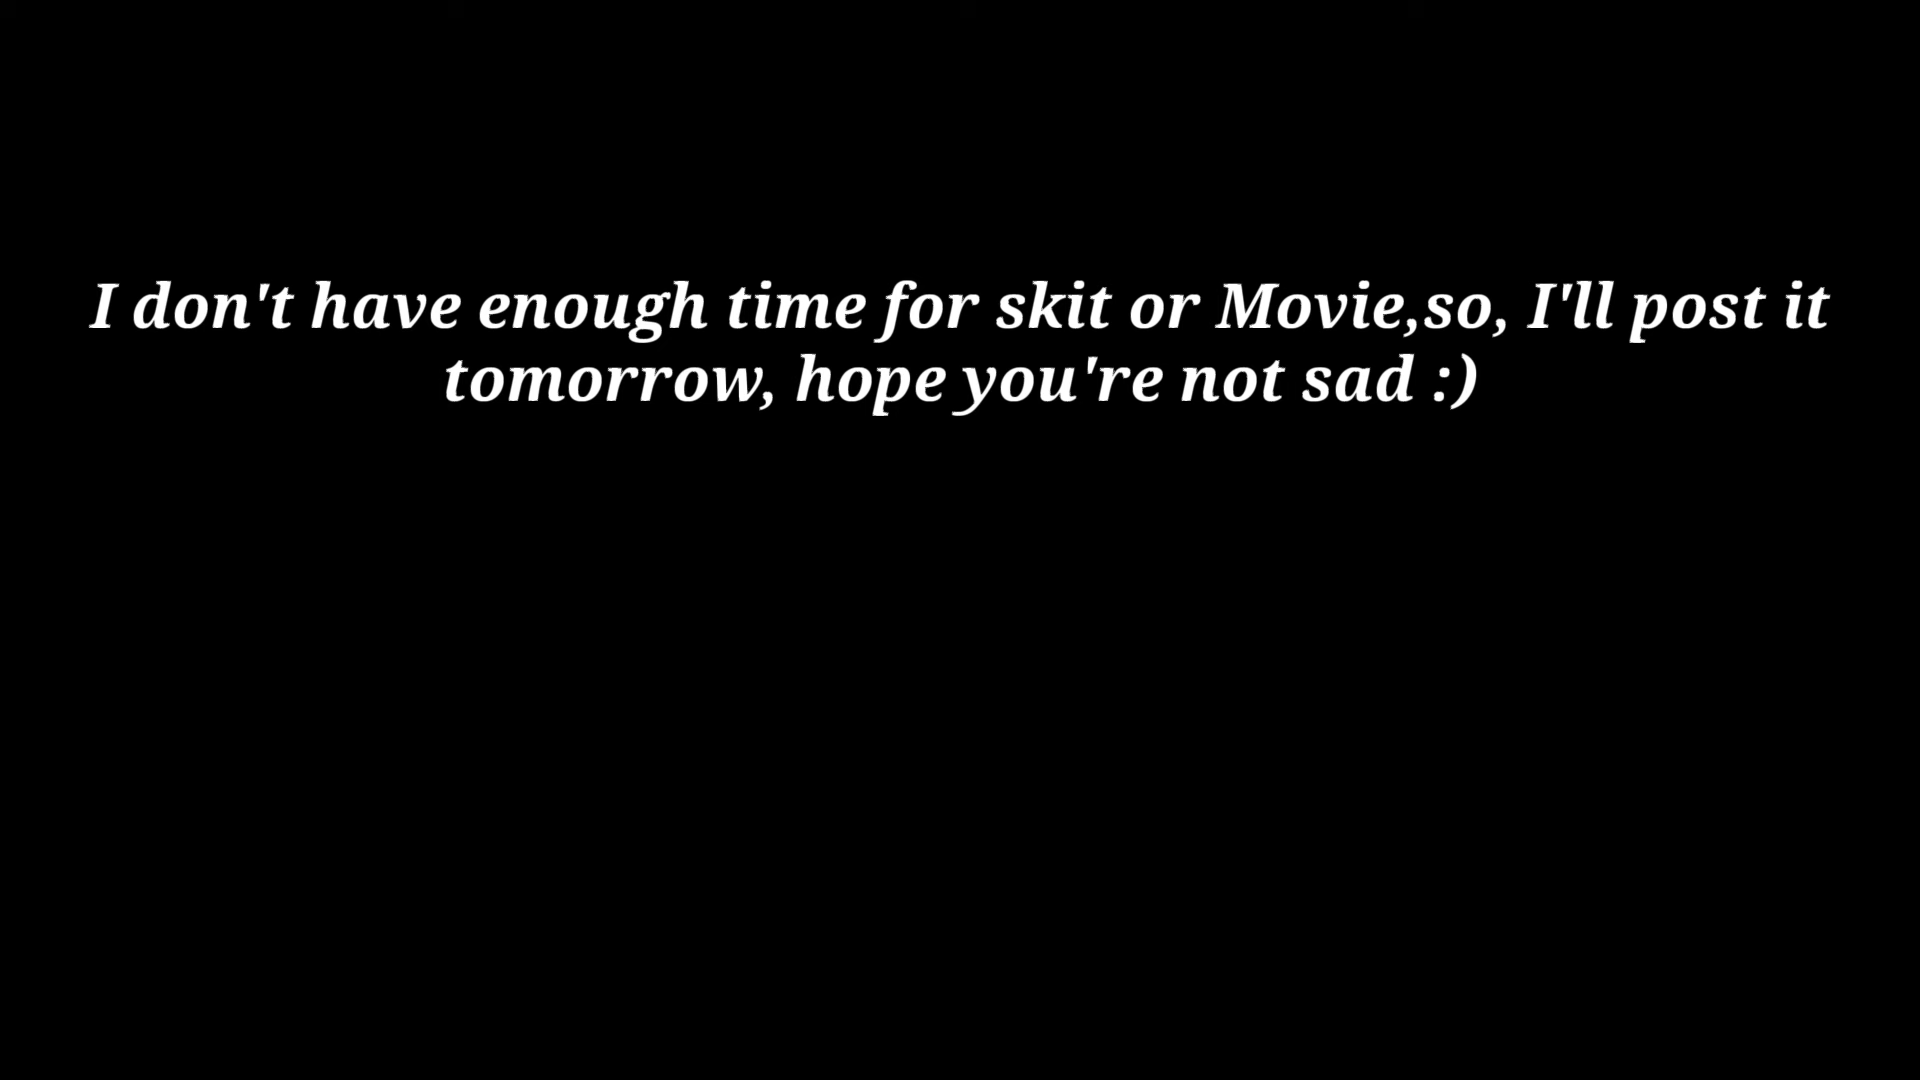 I don't have enough time for skit or Movie,so, I'll post it
tomorrow, hope you're not sad :)